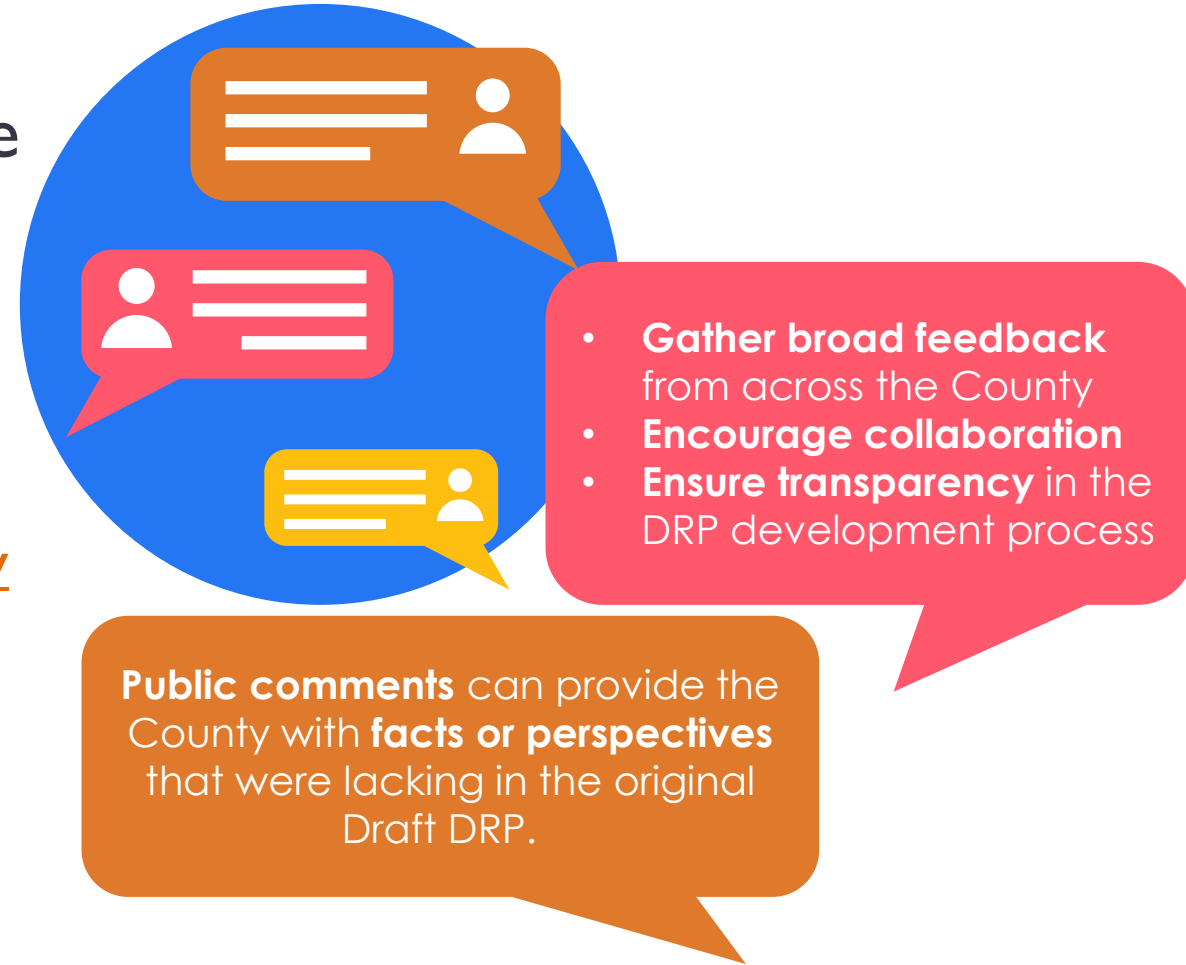 e
• Gather broad feedback
from across the County
• Encourage collaboration
• Ensure transparency in the
DRP development process
y
Public comments can provide the
County with facts or perspectives
that were lacking in the original
Draft DRP.